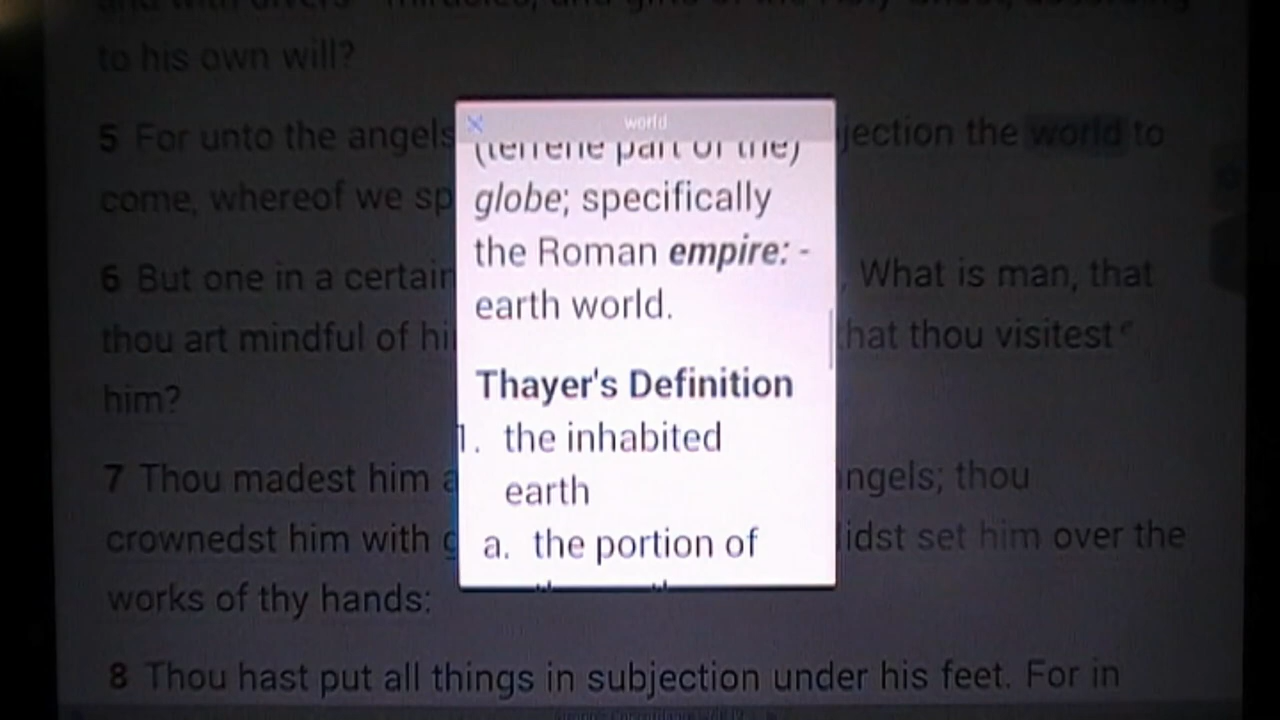 to his own will?
5 For unto the angels
jection the world to
come, whereof we sp
6 But one in a certain
, What is man, that
thou art mindful of hi
hat thou visitest e
him?
7 Thou madest him a
ngels; thou
crownedst him with g
idst set him over the
works of thy hands:
8 Thou hast put all things in subjection under his feet. For in
world
(terrene part of the)
globe; specifically
the Roman empire: -
earth world.
Thayer's Definition
1. the inhabited
earth
a. the portion of